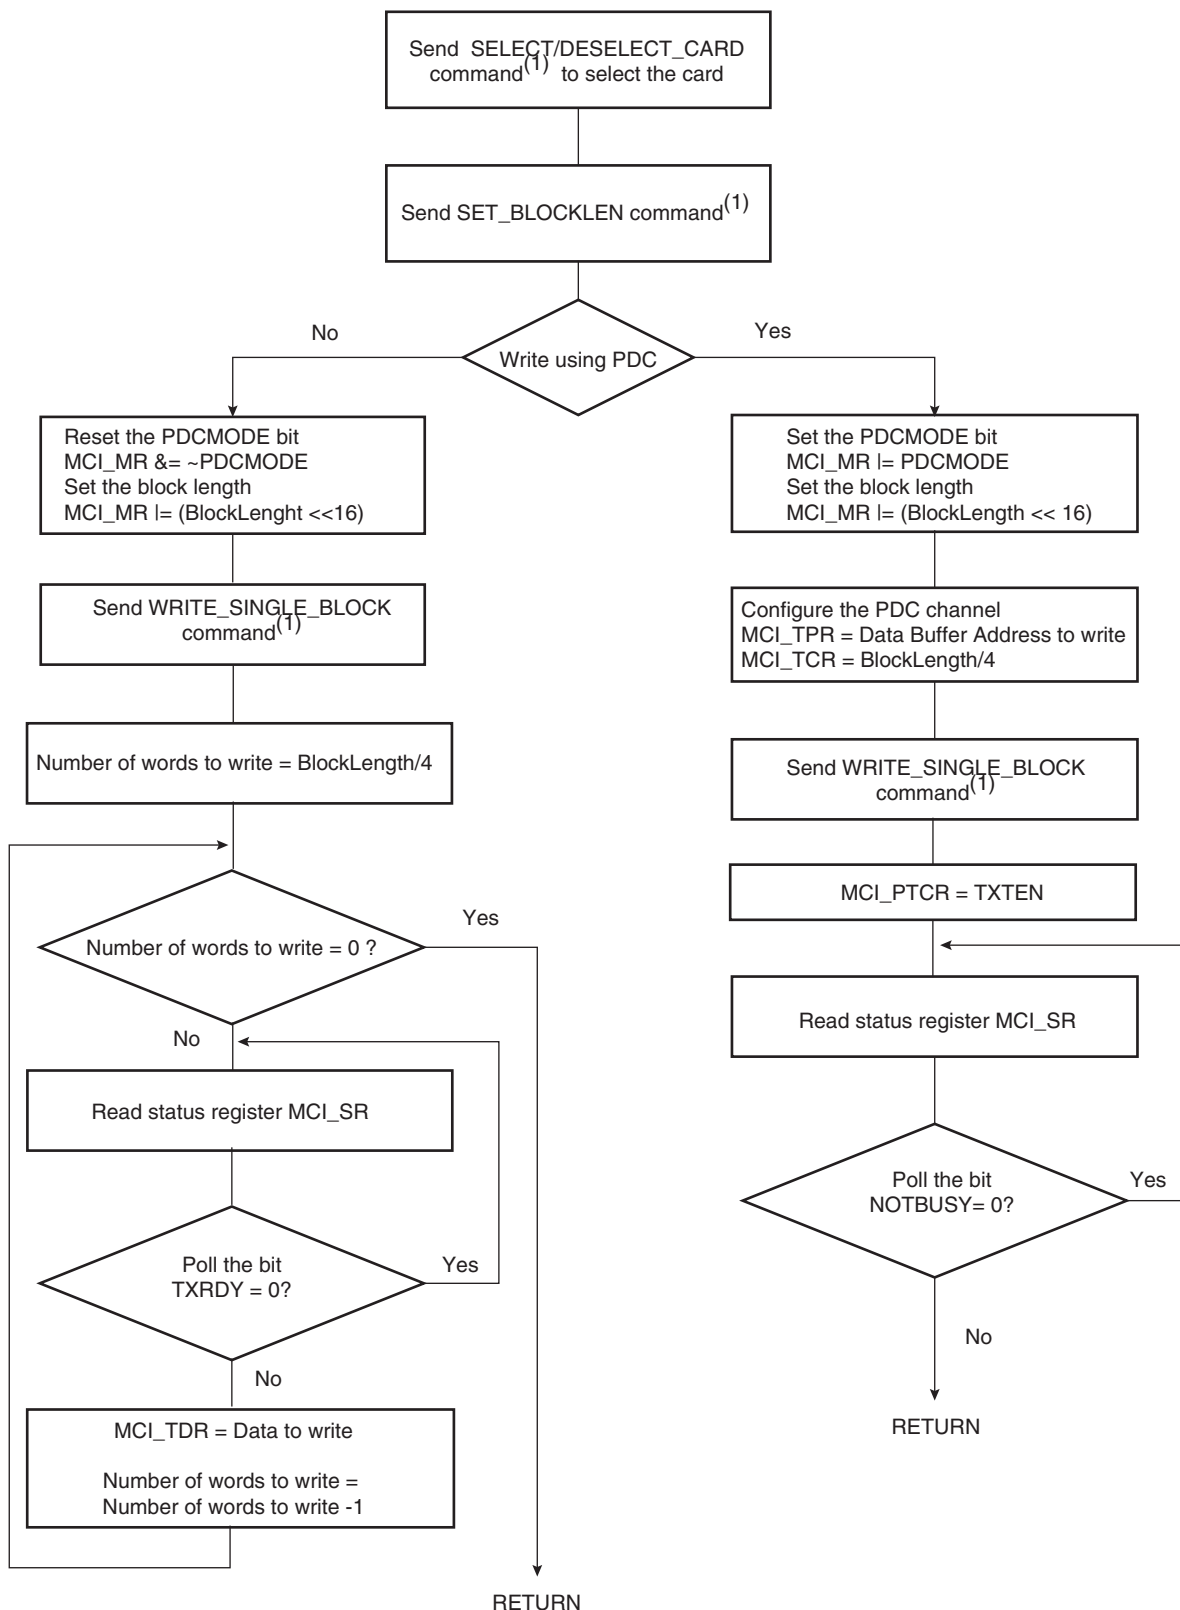 Send SELECT/DESELECT_CARD
command(1) to select the card
Send SET_BLOCKLEN command(1)
No
Yes
Write using PDC
Reset the PDCMODE bit
MCI_MR &= ~PDCMODE
Set the block length
MCI_MR |= (BlockLenght <<16)
Set the PDCMODE bit
MCI_MR |= PDCMODE
Set the block length
MCI_MR |= (BlockLength << 16)
Send WRITE_SINGLE_BLOCK
command(1)
Configure the PDC channel
MCI_TPR = Data Buffer Address to write
MCI_TCR = BlockLength/4
Number of words to write = BlockLength/4
Send WRITE_SINGLE_BLOCK
command(1)
MCI_PTCR = TXTEN
Number of words to write = 0 ?
Yes
No
Read status register MCI_SR
Read status register MCI_SR
Poll the bit
NOTBUSY= 0?
Yes
Poll the bit
TXRDY = 0?
Yes
No
No
MCI_TDR = Data to write
Number of words to write =
Number of words to write -1
RETURN
RETURN